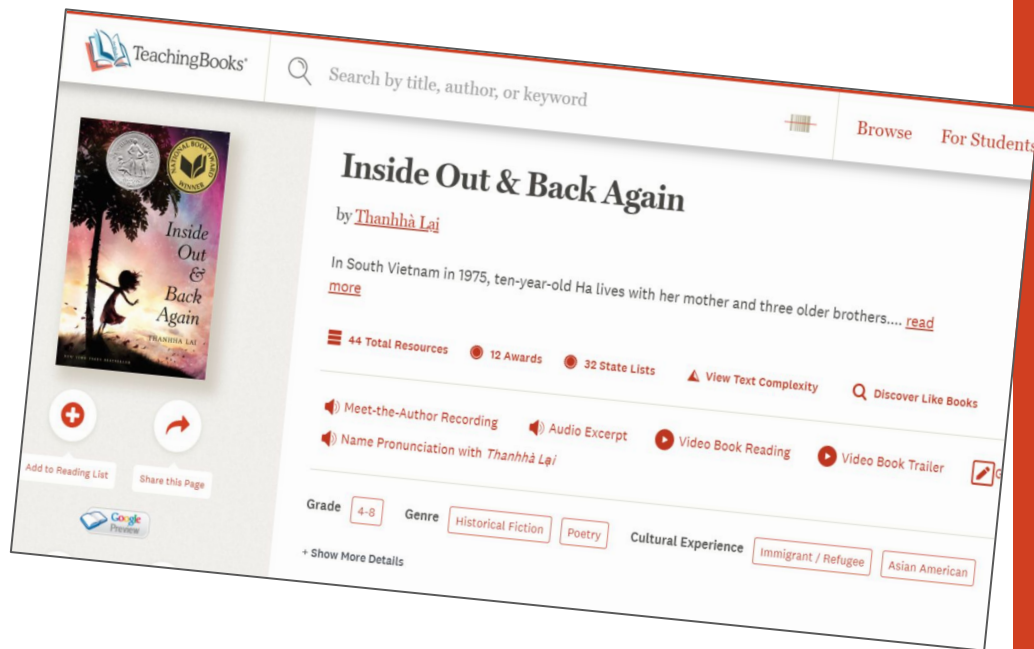 TeachingBooks®
Search by title, author, or keyword
Browse For Students
NATIONAL BOOK AWARD
WINNER
Inside
Out
&
Back
Again
THANHHA LAI
NEW YORK TIMES BESTSELLER
Add to Reading List
Share this Page
Google
Preview
Inside Out & Back Again
by Thanhhà Lại
In South Vietnam in 1975, ten-year-old Ha lives with her mother and three older brothers.... read
more
44 Total Resources 12 Awards 32 State Lists View Text Complexity Discover Like Books
Meet-the-Author Recording Audio Excerpt Video Book Reading Video Book Trailer
Name Pronunciation with Thanhhà Lại
Grade 4-8 Genre Historical Fiction Poetry Cultural Experience Immigrant / Refugee Asian American
+ Show More Details